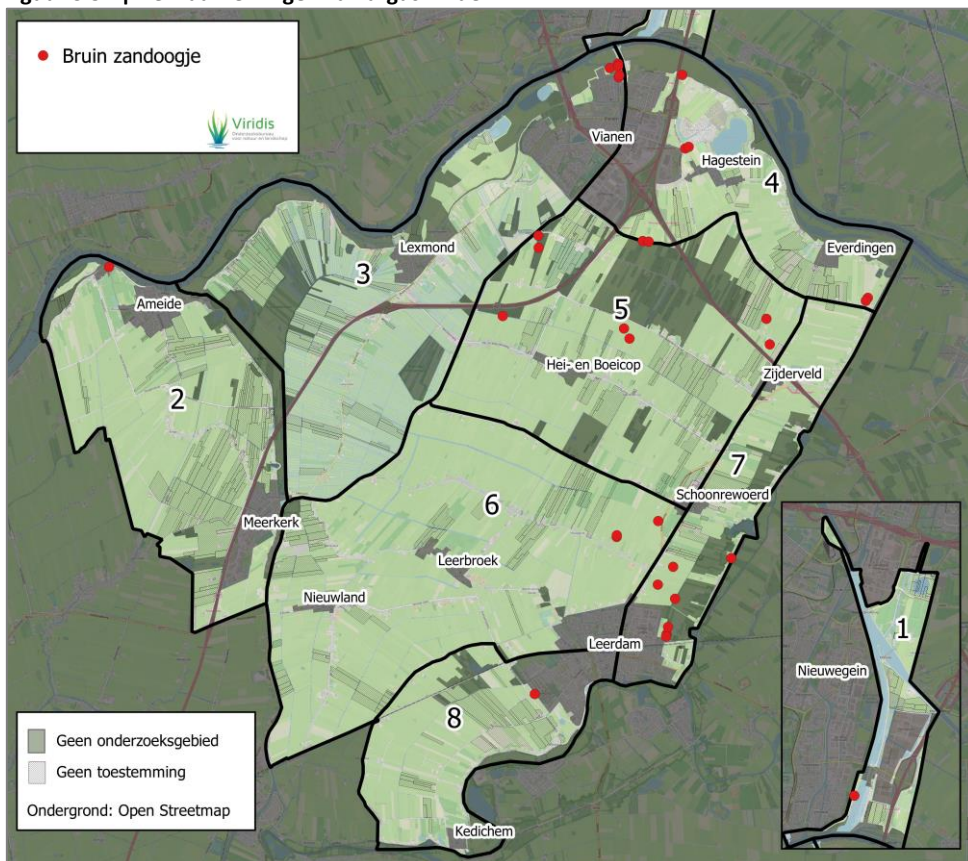 Bruin zandoogje
Viridis
Vianen
Hagestein
4
Lexmond
3
Everdingen
Ameide
5
Hei- en Boeicop
Zijderveld
2
7
Schoonrewoerd
6
Meerkerk
Leerbroek
Nieuwland
1
Leerdam
Nieuwegein
8
Geen onderzoeksgebied
Geen toestemming
Ondergrond: Open Streetmap
Kedichem